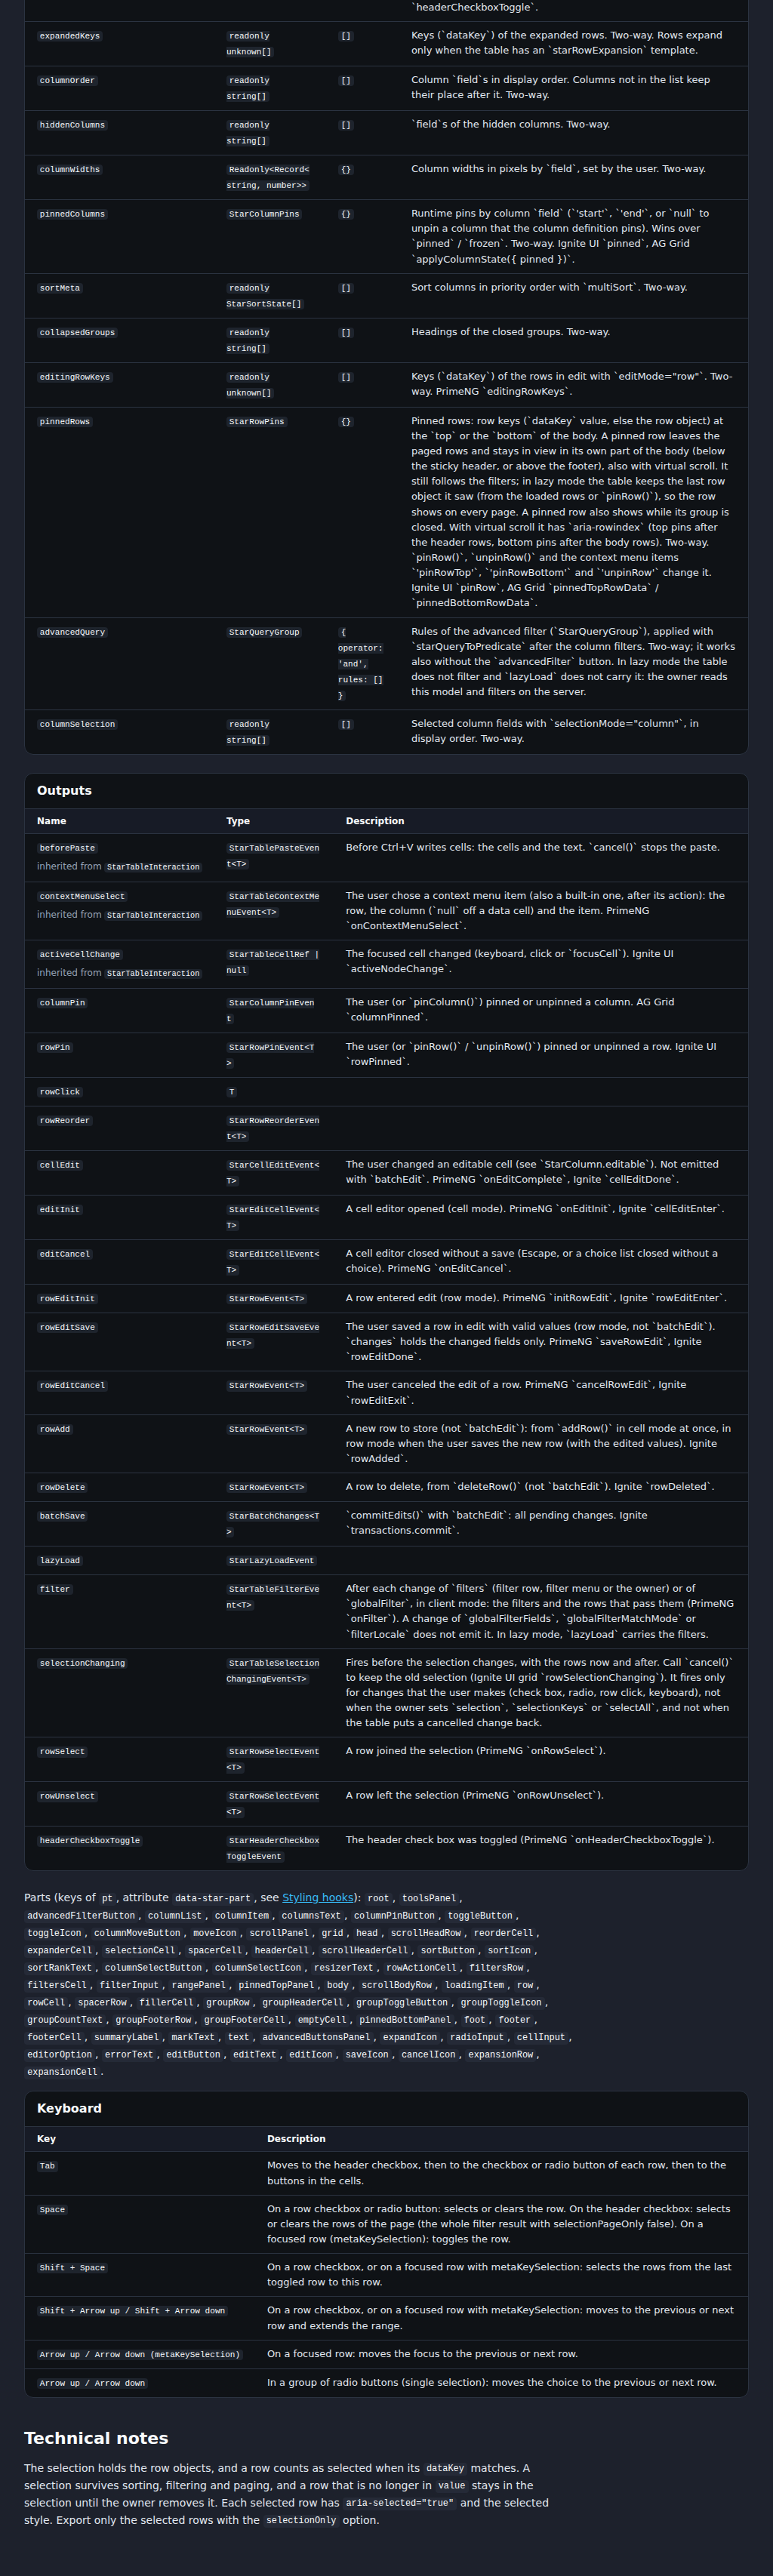 `headerCheckboxToggle`.
expandedKeys readonly unknown[] [] Keys (`dataKey`) of the expanded rows. Two-way. Rows expand
only when the table has an `starRowExpansion` template.
columnOrder readonly string[] [] Column `field`s in display order. Columns not in the list keep
their place after it. Two-way.
hiddenColumns readonly string[] [] `field`s of the hidden columns. Two-way.
columnWidths Readonly<Record<string, number>> {} Column widths in pixels by `field`, set by the user. Two-way.
pinnedColumns StarColumnPins {} Runtime pins by column `field` (`'start'`, `'end'`, or `null` to
unpin a column that the column definition pins). Wins over
`pinned` / `frozen`. Two-way. Ignite UI `pinned`, AG Grid
`applyColumnState({ pinned })`.
sortMeta readonly StarSortState[] [] Sort columns in priority order with `multiSort`. Two-way.
collapsedGroups readonly string[] [] Headings of the closed groups. Two-way.
editingRowKeys readonly unknown[] [] Keys (`dataKey`) of the rows in edit with `editMode="row"`. Two-
way. PrimeNG `editingRowKeys`.
pinnedRows StarRowPins {} Pinned rows: row keys (`dataKey` value, else the row object) at
the `top` or the `bottom` of the body. A pinned row leaves the
paged rows and stays in view in its own part of the body (below
the sticky header, or above the footer), also with virtual scroll. It
still follows the filters; in lazy mode the table keeps the last row
object it saw (from the loaded rows or `pinRow()`), so the row
shows on every page. A pinned row also shows while its group is
closed. With virtual scroll it has `aria-rowindex` (top pins after
the header rows, bottom pins after the body rows). Two-way.
`pinRow()`, `unpinRow()` and the context menu items
`'pinRowTop'`, `'pinRowBottom'` and `'unpinRow'` change it.
Ignite UI `pinRow`, AG Grid `pinnedTopRowData` /
`pinnedBottomRowData`.
advancedQuery StarQueryGroup { operator: 'and', rules: [] } Rules of the advanced filter (`StarQueryGroup`), applied with
`starQueryToPredicate` after the column filters. Two-way; it works
also without the `advancedFilter` button. In lazy mode the table
does not filter and `lazyLoad` does not carry it: the owner reads
this model and filters on the server.
columnSelection readonly string[] [] Selected column fields with `selectionMode="column"`, in
display order. Two-way.
Outputs
Name Type Description
beforePaste StarTablePasteEvent<T> Before Ctrl+V writes cells: the cells and the text. `cancel()` stops the paste.
inherited from StarTableInteraction
contextMenuSelect StarTableContextMenuEvent<T> The user chose a context menu item (also a built-in one, after its action): the
inherited from StarTableInteraction row, the column (`null` off a data cell) and the item. PrimeNG
`onContextMenuSelect`.
activeCellChange StarTableCellRef | null The focused cell changed (keyboard, click or `focusCell`). Ignite UI
inherited from StarTableInteraction `activeNodeChange`.
columnPin StarColumnPinEvent The user (or `pinColumn()`) pinned or unpinned a column. AG Grid
`columnPinned`.
rowPin StarRowPinEvent<T> The user (or `pinRow()` / `unpinRow()`) pinned or unpinned a row. Ignite UI
`rowPinned`.
rowClick T
rowReorder StarRowReorderEvent<T>
cellEdit StarCellEditEvent<T> The user changed an editable cell (see `StarColumn.editable`). Not emitted
with `batchEdit`. PrimeNG `onEditComplete`, Ignite `cellEditDone`.
editInit StarEditCellEvent<T> A cell editor opened (cell mode). PrimeNG `onEditInit`, Ignite `cellEditEnter`.
editCancel StarEditCellEvent<T> A cell editor closed without a save (Escape, or a choice list closed without a
choice). PrimeNG `onEditCancel`.
rowEditInit StarRowEvent<T> A row entered edit (row mode). PrimeNG `initRowEdit`, Ignite `rowEditEnter`.
rowEditSave StarRowEditSaveEvent<T> The user saved a row in edit with valid values (row mode, not `batchEdit`).
`changes` holds the changed fields only. PrimeNG `saveRowEdit`, Ignite
`rowEditDone`.
rowEditCancel StarRowEvent<T> The user canceled the edit of a row. PrimeNG `cancelRowEdit`, Ignite
`rowEditExit`.
rowAdd StarRowEvent<T> A new row to store (not `batchEdit`): from `addRow()` in cell mode at once, in
row mode when the user saves the new row (with the edited values). Ignite
`rowAdded`.
rowDelete StarRowEvent<T> A row to delete, from `deleteRow()` (not `batchEdit`). Ignite `rowDeleted`.
batchSave StarBatchChanges<T> `commitEdits()` with `batchEdit`: all pending changes. Ignite
`transactions.commit`.
lazyLoad StarLazyLoadEvent
filter StarTableFilterEvent<T> After each change of `filters` (filter row, filter menu or the owner) or of
`globalFilter`, in client mode: the filters and the rows that pass them (PrimeNG
`onFilter`). A change of `globalFilterFields`, `globalFilterMatchMode` or
`filterLocale` does not emit it. In lazy mode, `lazyLoad` carries the filters.
selectionChanging StarTableSelectionChangingEvent<T> Fires before the selection changes, with the rows now and after. Call `cancel()`
to keep the old selection (Ignite UI grid `rowSelectionChanging`). It fires only
for changes that the user makes (check box, radio, row click, keyboard), not
when the owner sets `selection`, `selectionKeys` or `selectAll`, and not when
the table puts a cancelled change back.
rowSelect StarRowSelectEvent<T> A row joined the selection (PrimeNG `onRowSelect`).
rowUnselect StarRowSelectEvent<T> A row left the selection (PrimeNG `onRowUnselect`).
headerCheckboxToggle StarHeaderCheckboxToggleEvent The header check box was toggled (PrimeNG `onHeaderCheckboxToggle`).
Parts (keys of pt, attribute data-star-part, see Styling hooks): root, toolsPanel,
advancedFilterButton, columnList, columnItem, columnsText, columnPinButton, toggleButton,
toggleIcon, columnMoveButton, moveIcon, scrollPanel, grid, head, scrollHeadRow, reorderCell,
expanderCell, selectionCell, spacerCell, headerCell, scrollHeaderCell, sortButton, sortIcon,
sortRankText, columnSelectButton, columnSelectIcon, resizerText, rowActionCell, filtersRow,
filtersCell, filterInput, rangePanel, pinnedTopPanel, body, scrollBodyRow, loadingItem, row,
rowCell, spacerRow, fillerCell, groupRow, groupHeaderCell, groupToggleButton, groupToggleIcon,
groupCountText, groupFooterRow, groupFooterCell, emptyCell, pinnedBottomPanel, foot, footer,
footerCell, summaryLabel, markText, text, advancedButtonsPanel, expandIcon, radioInput, cellInput,
editorOption, errorText, editButton, editText, editIcon, saveIcon, cancelIcon, expansionRow,
expansionCell.
Keyboard
Key Description
Tab Moves to the header checkbox, then to the checkbox or radio button of each row, then to the
buttons in the cells.
Space On a row checkbox or radio button: selects or clears the row. On the header checkbox: selects
or clears the rows of the page (the whole filter result with selectionPageOnly false). On a
focused row (metaKeySelection): toggles the row.
Shift + Space On a row checkbox, or on a focused row with metaKeySelection: selects the rows from the last
toggled row to this row.
Shift + Arrow up / Shift + Arrow down On a row checkbox, or on a focused row with metaKeySelection: moves to the previous or next
row and extends the range.
Arrow up / Arrow down (metaKeySelection) On a focused row: moves the focus to the previous or next row.
Arrow up / Arrow down In a group of radio buttons (single selection): moves the choice to the previous or next row.
Technical notes
The selection holds the row objects, and a row counts as selected when its dataKey matches. A
selection survives sorting, filtering and paging, and a row that is no longer in value stays in the
selection until the owner removes it. Each selected row has aria-selected="true" and the selected
style. Export only the selected rows with the selectionOnly option.